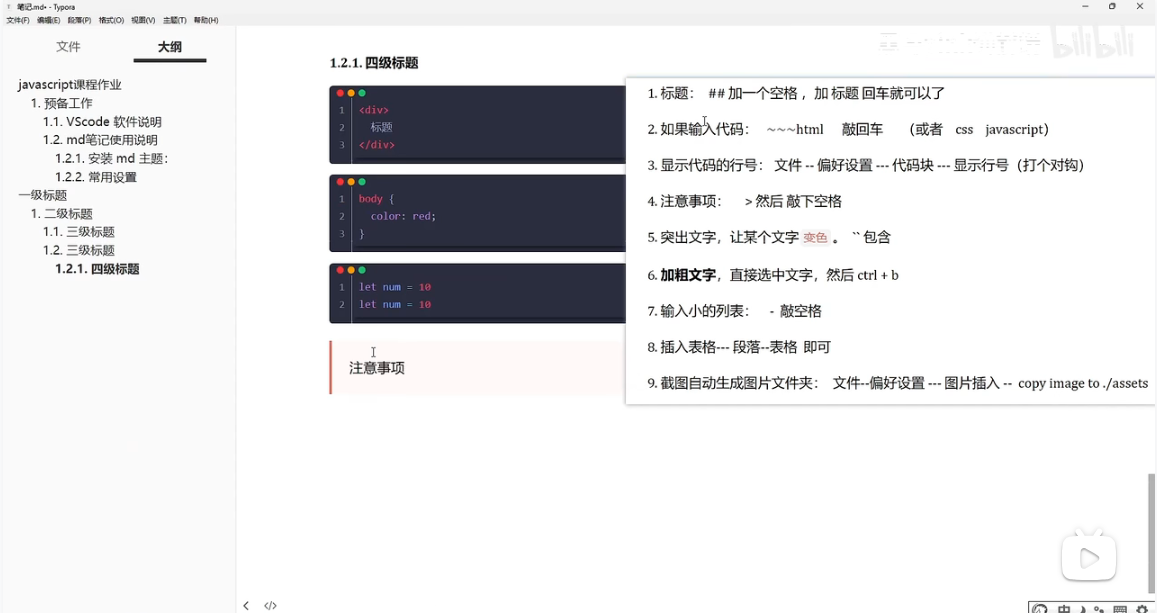 笔记.md• - Typora
文件(F) 编辑(E) 段落(P) 格式(O) 视图(V) 主题(T) 帮助(H)
文件 大纲
javascript课程作业
1. 预备工作
1.1. VScode 软件说明
1.2. md笔记使用说明
1.2.1. 安装 md 主题：
1.2.2. 常用设置
一级标题
1. 二级标题
1.1. 三级标题
1.2. 三级标题
1.2.1. 四级标题
1.2.1. 四级标题
1 <div>
2 标题
3 </div>
1 body {
2 color: red;
3 }
1 let num = 10
2 let num = 10
注意事项
1. 标题： ## 加一个空格 ，加 标题 回车就可以了
2. 如果输入代码： ~~~html 敲回车 （或者 css javascript）
3. 显示代码的行号： 文件 -- 偏好设置 --- 代码块 --- 显示行号（打个对钩）
4. 注意事项： > 然后 敲下空格
5. 突出文字，让某个文字 变色 。 `` 包含
6. 加粗文字，直接选中文字，然后 ctrl + b
7. 输入小的列表： - 敲空格
8. 插入表格--- 段落--表格 即可
9. 截图自动生成图片文件夹： 文件--偏好设置 --- 图片插入 -- copy image to ./assets
bilibili
</> 
中